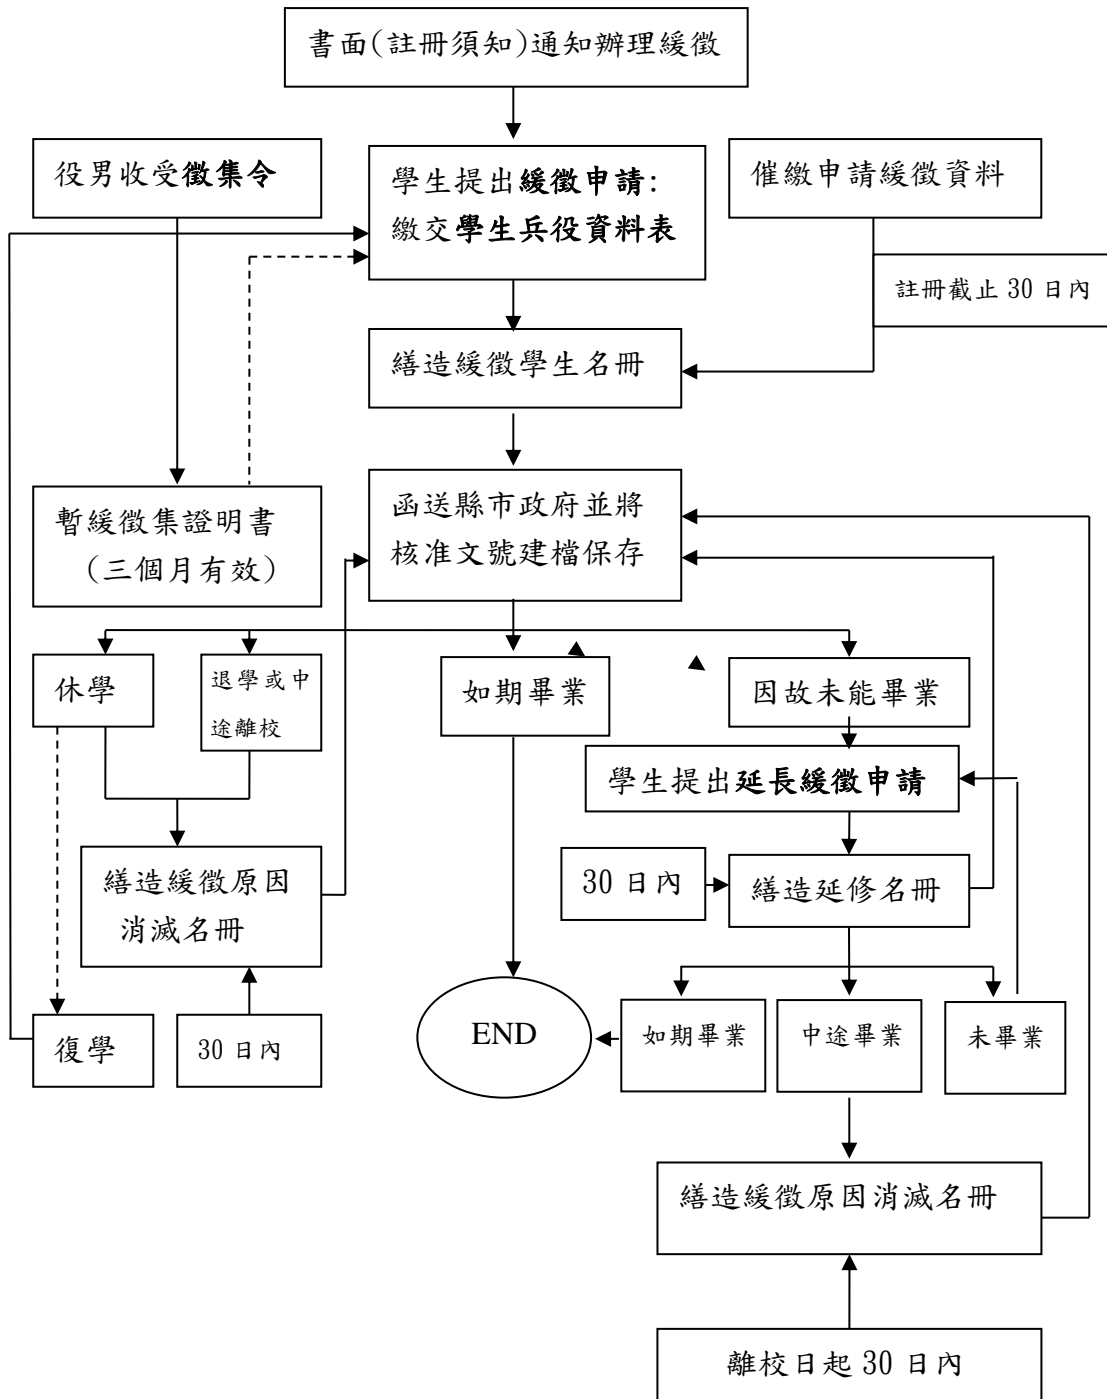 書面(註冊須知)通知辦理緩徵
役男收受徵集令
學生提出緩徵申請:
繳交學生兵役資料表
催繳申請緩徵資料
註冊截止 30 日內
繕造緩徵學生名冊
暫緩徵集證明書
(三個月有效)
函送縣市政府並將
核准文號建檔保存
休學
退學或中
途離校
如期畢業
因故未能畢業
學生提出延長緩徵申請
繕造緩徵原因
消滅名冊
30 日內
繕造延修名冊
復學
30 日內
END
如期畢業
中途畢業
未畢業
繕造緩徵原因消滅名冊
離校日起 30 日內